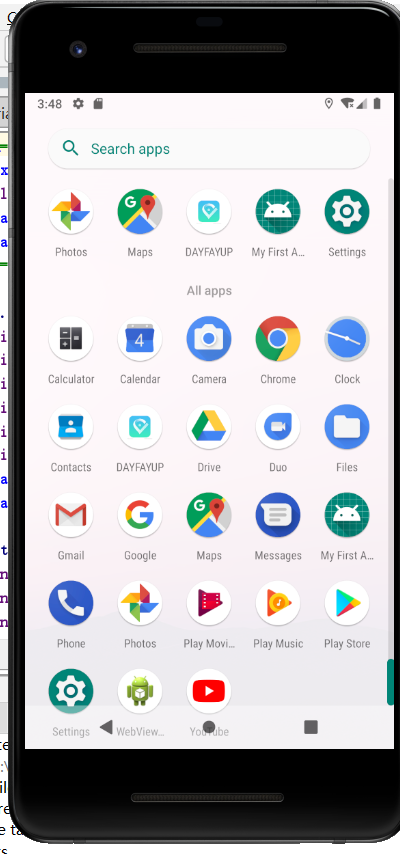 3:48
Search apps
Photos Maps DAYFAYUP My First A... Settings
All apps
4
Calculator Calendar Camera Chrome Clock
Contacts DAYFAYUP Drive Duo Files
Gmail Google Maps Messages My First A...
Phone Photos Play Movi... Play Music Play Store
Settings WebView... YouTube